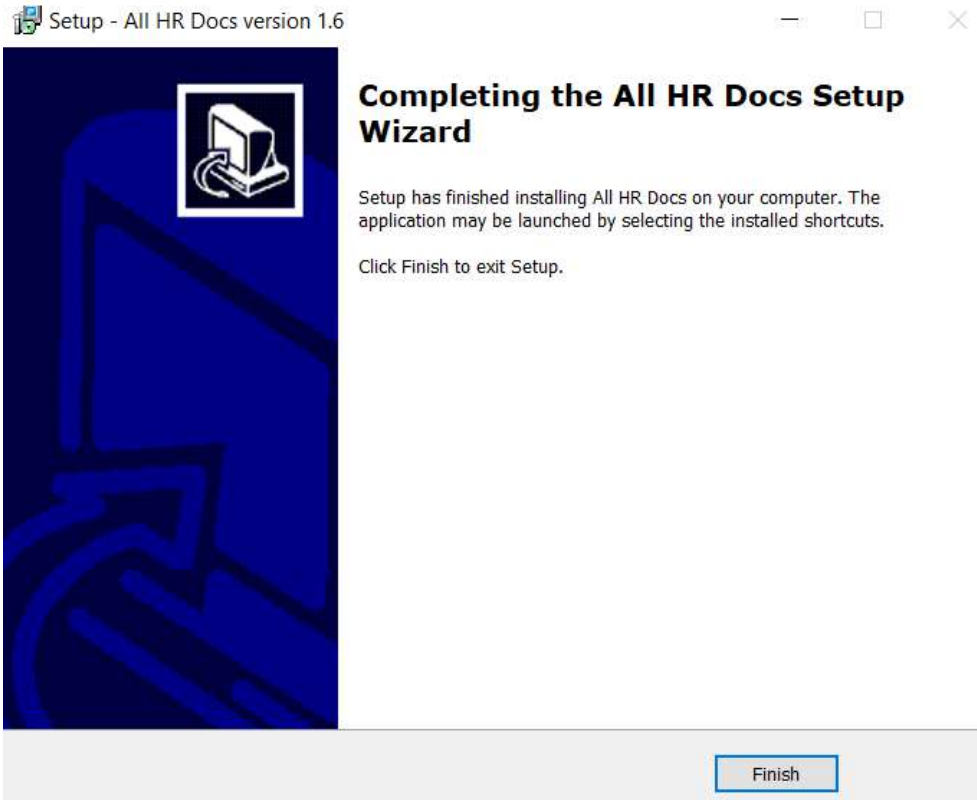 Setup - All HR Docs version 1.6
Completing the All HR Docs Setup
Wizard
Setup has finished installing All HR Docs on your computer. The
application may be launched by selecting the installed shortcuts.
Click Finish to exit Setup.
Finish